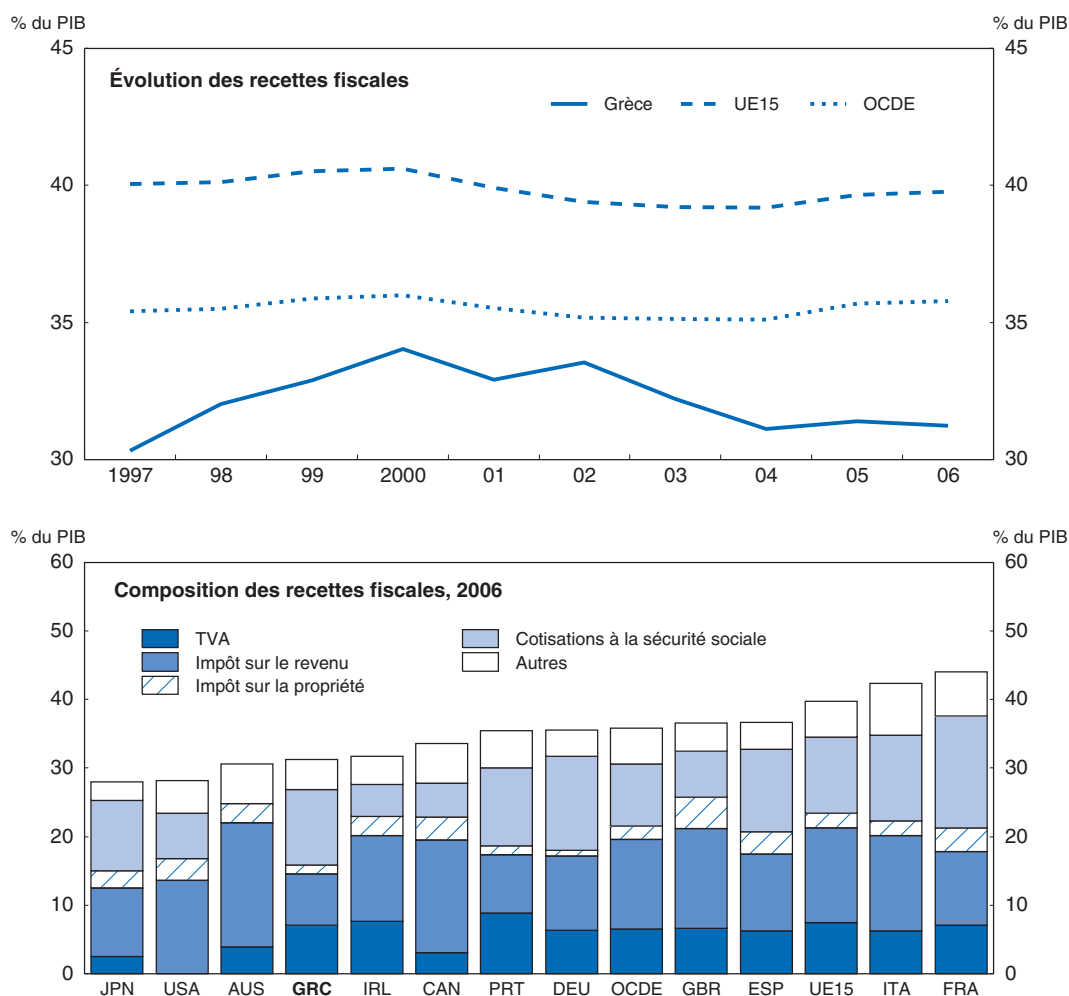 % du PIB % du PIB
45 45
Évolution des recettes fiscales
Grèce UE15 OCDE
40 40
35 35
30 30
1997 98 99 2000 01 02 03 04 05 06
% du PIB % du PIB
60 60
Composition des recettes fiscales, 2006
50 50
TVA Cotisations à la sécurité sociale
Impôt sur le revenu Autres
Impôt sur la propriété
40 40
30 30
20 20
10 10
0 0
JPN USA AUS GRC IRL CAN PRT DEU OCDE GBR ESP UE15 ITA FRA